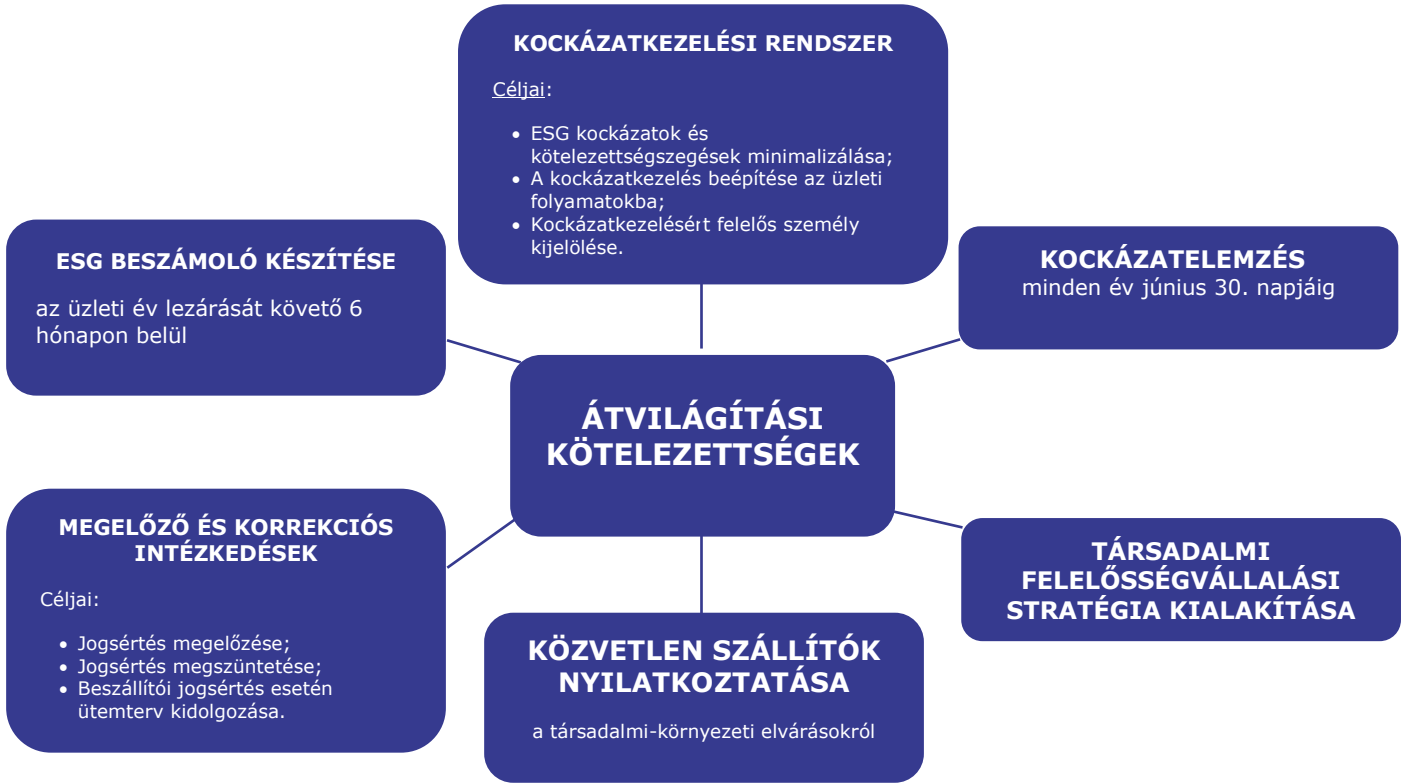 KOCKÁZATKEZELÉSI RENDSZER
Céljai:
• ESG kockázatok és
kötelezettségszegések minimalizálása;
• A kockázatkezelés beépítése az üzleti
folyamatokba;
• Kockázatkezelésért felelős személy
kijelölése.
ESG BESZÁMOLÓ KÉSZÍTÉSE
az üzleti év lezárását követő 6
hónapon belül
KOCKÁZATELEMZÉS
minden év június 30. napjáig
ÁTVILÁGÍTÁSI
KÖTELEZETTSÉGEK
MEGELŐZŐ ÉS KORREKCIÓS
INTÉZKEDÉSEK
Céljai:
• Jogsértés megelőzése;
• Jogsértés megszüntetése;
• Beszállítói jogsértés esetén
ütemterv kidolgozása.
KÖZVETLEN SZÁLLÍTÓK
NYILATKOZTATÁSA
a társadalmi-környezeti elvárásokról
TÁRSADALMI
FELELŐSSÉGVÁLLALÁSI
STRATÉGIA KIALAKÍTÁSA